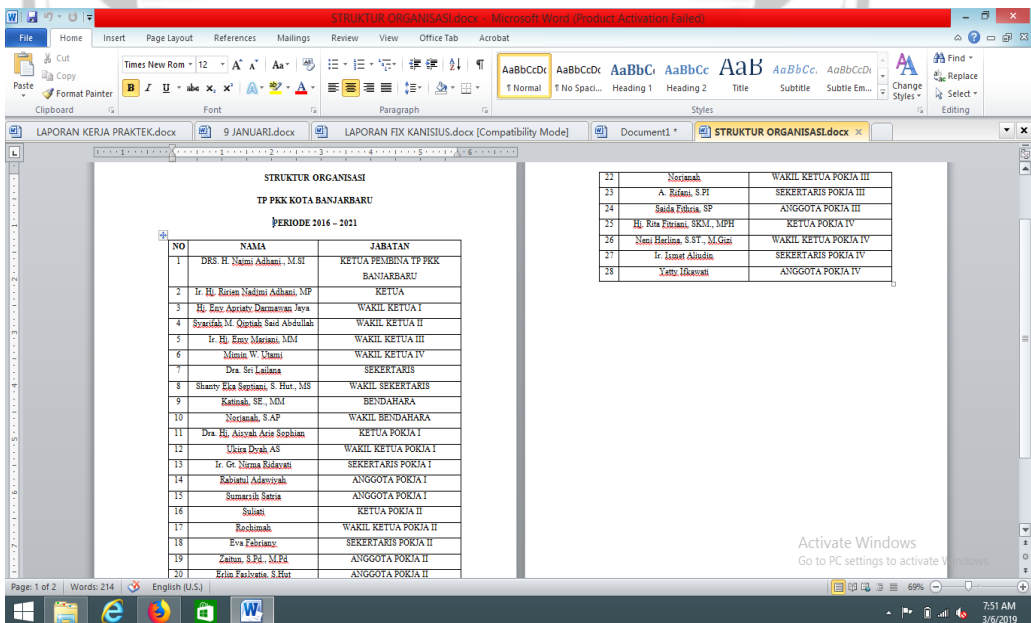 STRUKTUR ORGANISASI.docx - Microsoft Word (Product Activation Failed)
File Home Insert Page Layout References Mailings Review View Office Tab Acrobat
Cut
Copy
Format Painter
Paste
Clipboard
Times New Rom 12
Font
Paragraph
AaBbCcDc AaBbCcDc AaBbC AaBbCc AaB AaBbCc. AaBbCcDı
¶ Normal ¶ No Spaci... Heading 1 Heading 2 Title Subtitle Subtle Em...
Change Styles
Styles
Find
Replace
Select
Editing
LAPORAN KERJA PRAKTEK.docx 9 JANUARI.docx LAPORAN FIX KANISIUS.docx [Compatibility Mode] Document1 * STRUKTUR ORGANISASI.docx
STRUKTUR ORGANISASI
TP PKK KOTA BANJARBARU
PERIODE 2016 – 2021
NO NAMA JABATAN
1 DRS. H. Najmi Adhani., M.SI KETUA PEMBINA TP PKK
BANJARBARU
2 Ir. Hj. Ririen Nadjmi Adhani, MP KETUA
3 Hj. Eny Apriaty Darmawan Jaya WAKIL KETUA I
4 Syarifah M. Qiptiah Said Abdullah WAKIL KETUA II
5 Ir. Hj. Emy Mariani, MM WAKIL KETUA III
6 Mimin W. Utami WAKIL KETUA IV
7 Dra. Sri Lailana SEKERTARIS
8 Shanty Eka Septiani, S. Hut., MS WAKIL SEKERTARIS
9 Katinah, SE., MM BENDAHARA
10 Norjanah, S.AP WAKIL BENDAHARA
11 Dra. Hj. Aisyah Arie Sophian KETUA POKJA I
12 Ukira Dyah AS WAKIL KETUA POKJA I
13 Ir. Gt. Nirma Ridayati SEKERTARIS POKJA I
14 Rabiatul Adawiyah ANGGOTA POKJA I
15 Sumarsih Satria ANGGOTA POKJA I
16 Suliati KETUA POKJA II
17 Rochimah WAKIL KETUA POKJA II
18 Eva Febriany SEKERTARIS POKJA II
19 Zaitun, S.Pd., M.Pd ANGGOTA POKJA II
20 Erlin Faslyatie, S.Hut ANGGOTA POKJA II
22 Norjanah WAKIL KETUA POKJA III
23 A. Rifani, S.PI SEKERTARIS POKJA III
24 Saida Fithria, SP ANGGOTA POKJA III
25 Hj. Rita Fitriani, SKM., MPH KETUA POKJA IV
26 Neni Herlina, S.ST., M.Gizi WAKIL KETUA POKJA IV
27 Ir. Ismet Aliudin SEKERTARIS POKJA IV
28 Yetty Ifkawati ANGGOTA POKJA IV
Activate Windows
Go to PC settings to activate Windows.
Page: 1 of 2 Words: 214 English (U.S.) 69%
7:51 AM
3/6/2019